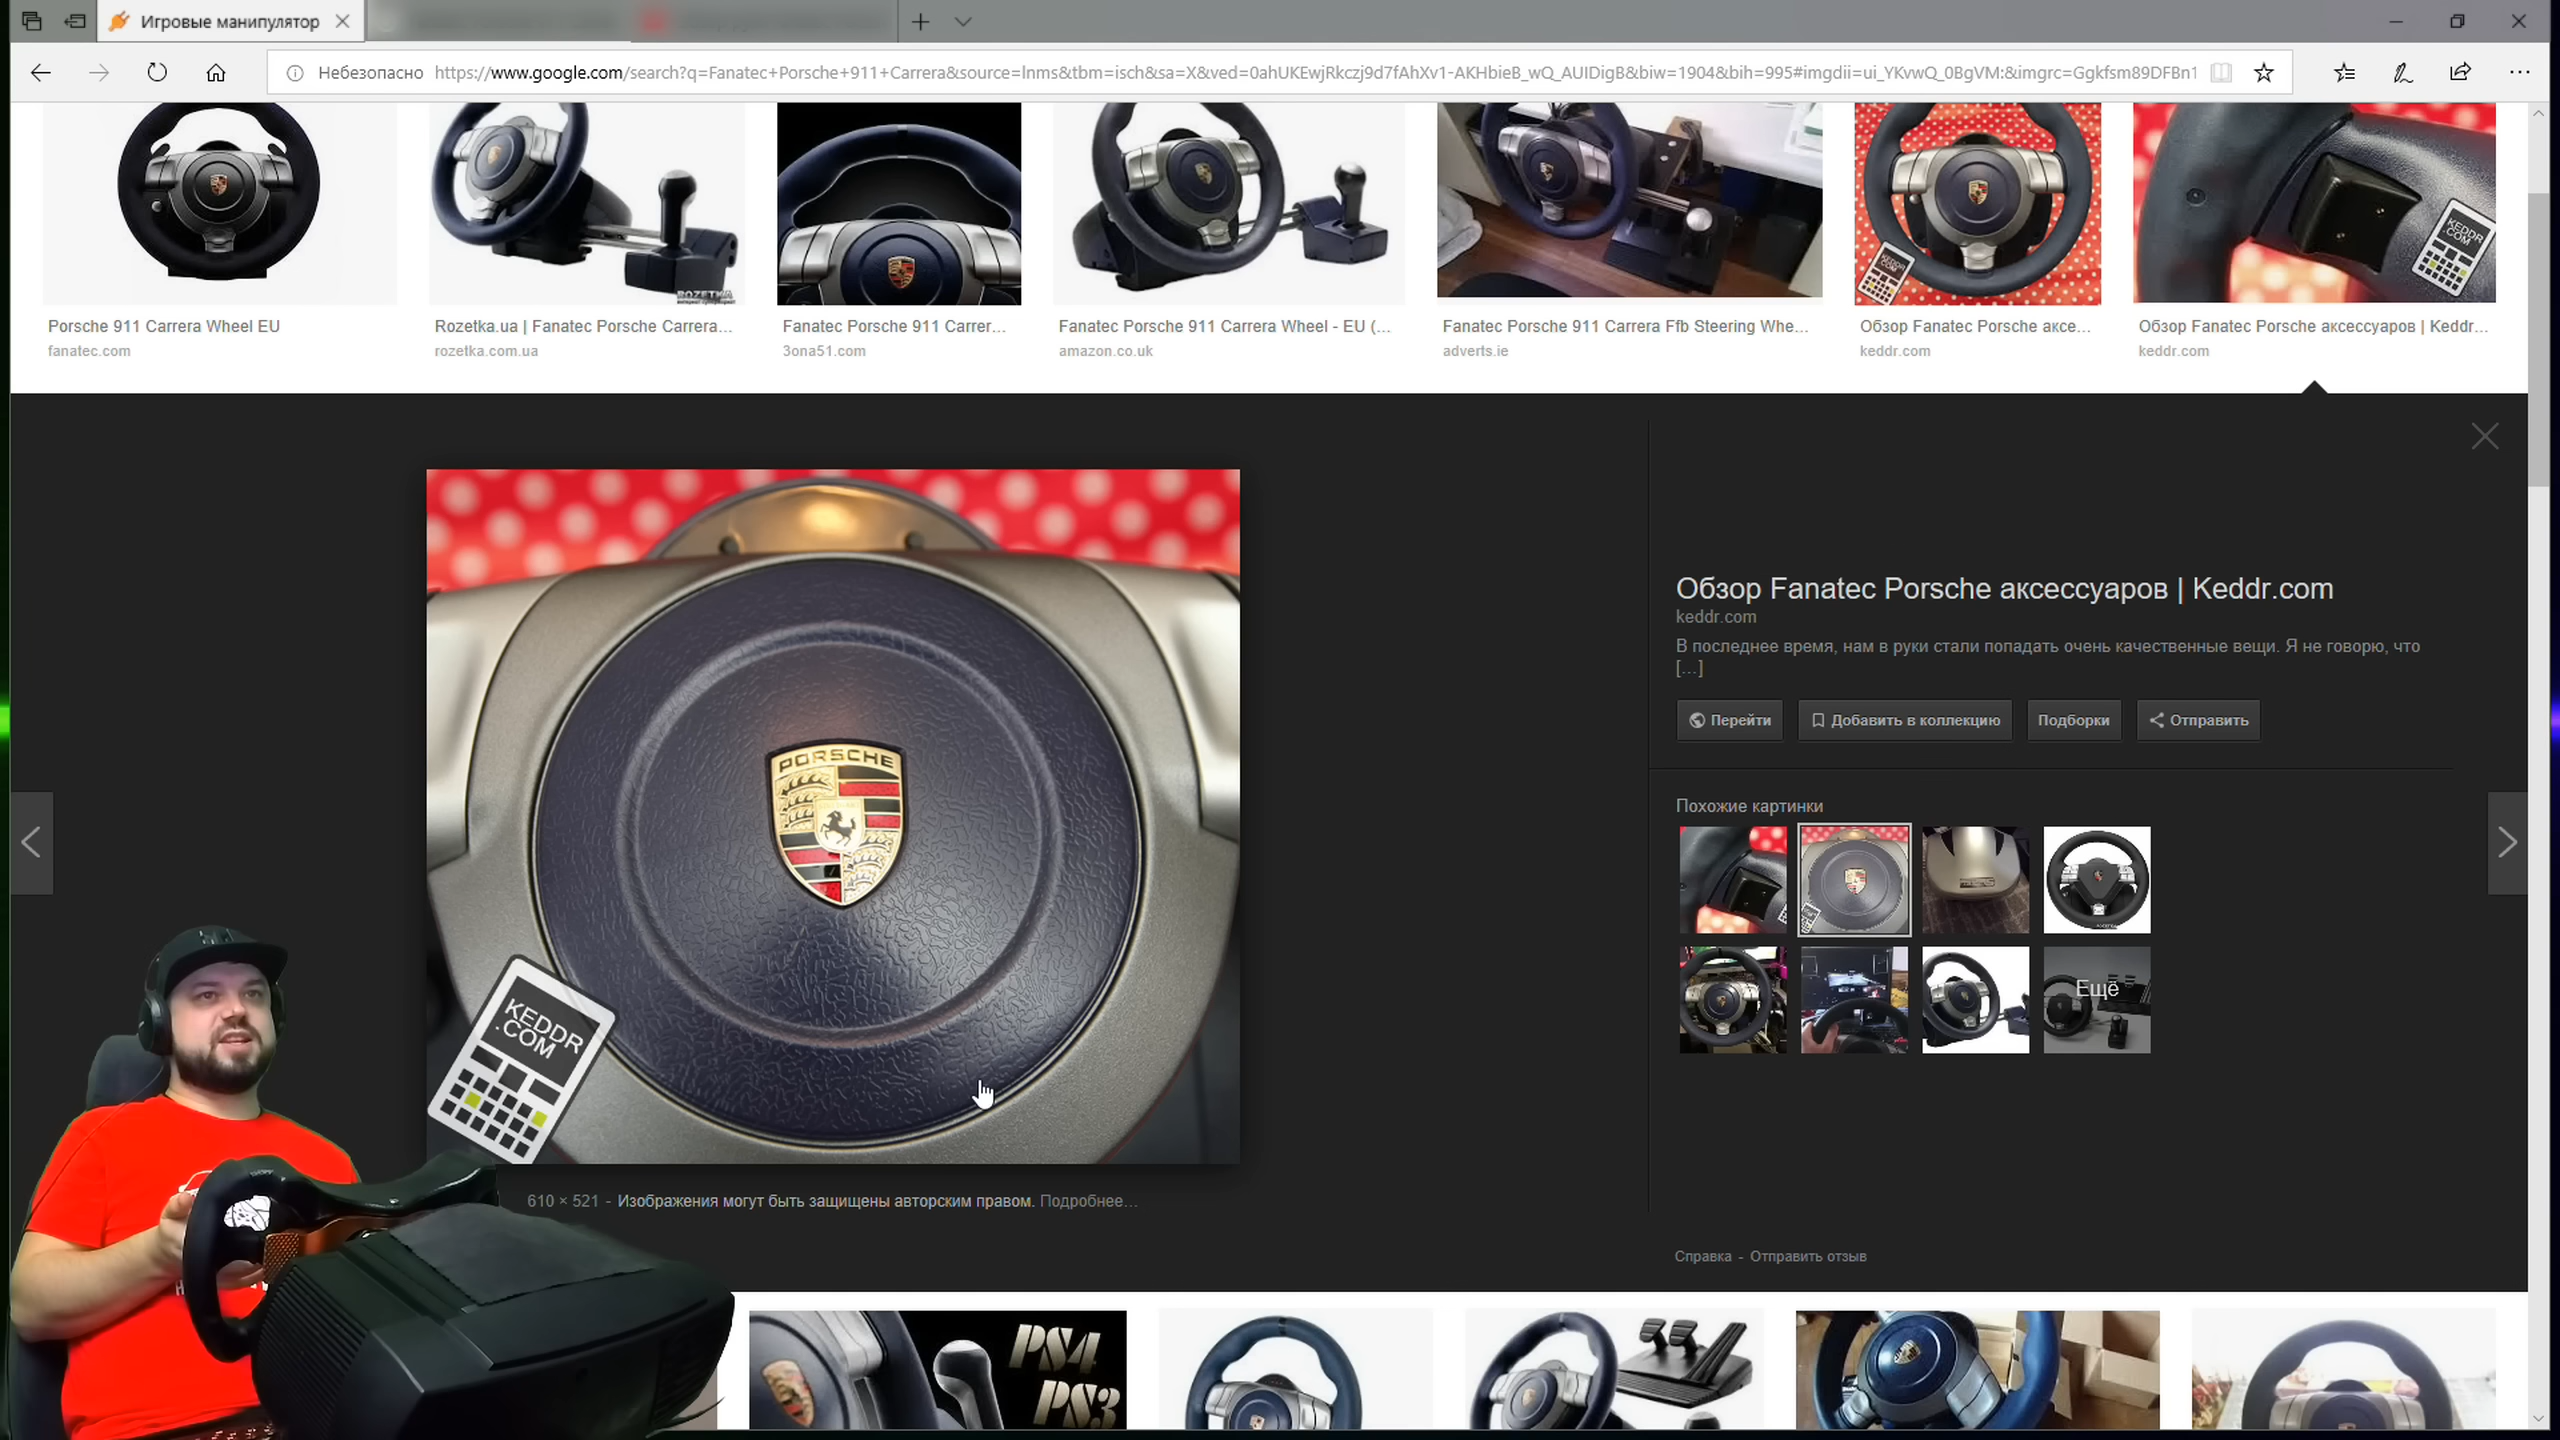 Игровые манипулятор
Небезопасно https://www.google.com/search?q=Fanatec+Porsche+911+Carrera&source=lnms&tbm=isch&sa=X&ved=0ahUKEwjRkczj9d7fAhXv1-AKHbieB_wQ_AUIDigB&biw=1904&bih=995#imgdii=ui_YKvwQ_0BgVM:&imgrc=Ggkfsm89DFBn1
ROZETKA
KEDDR
.COM
KEDDR
.COM
Porsche 911 Carrera Wheel EU
fanatec.com
Rozetka.ua | Fanatec Porsche Carrera...
rozetka.com.ua
Fanatec Porsche 911 Carrer...
3ona51.com
Fanatec Porsche 911 Carrera Wheel - EU (...
amazon.co.uk
Fanatec Porsche 911 Carrera Ffb Steering Whe...
adverts.ie
Обзор Fanatec Porsche аксе...
keddr.com
Обзор Fanatec Porsche аксессуаров | Keddr...
keddr.com
PORSCHE
KEDDR
.COM
610 × 521 - Изображения могут быть защищены авторским правом. Подробнее...
Обзор Fanatec Porsche аксессуаров | Keddr.com
keddr.com
В последнее время, нам в руки стали попадать очень качественные вещи. Я не говорю, что
[...]
Перейти
Добавить в коллекцию
Подборки
Отправить
Похожие картинки
Ещё
Справка - Отправить отзыв
PS4
PS3